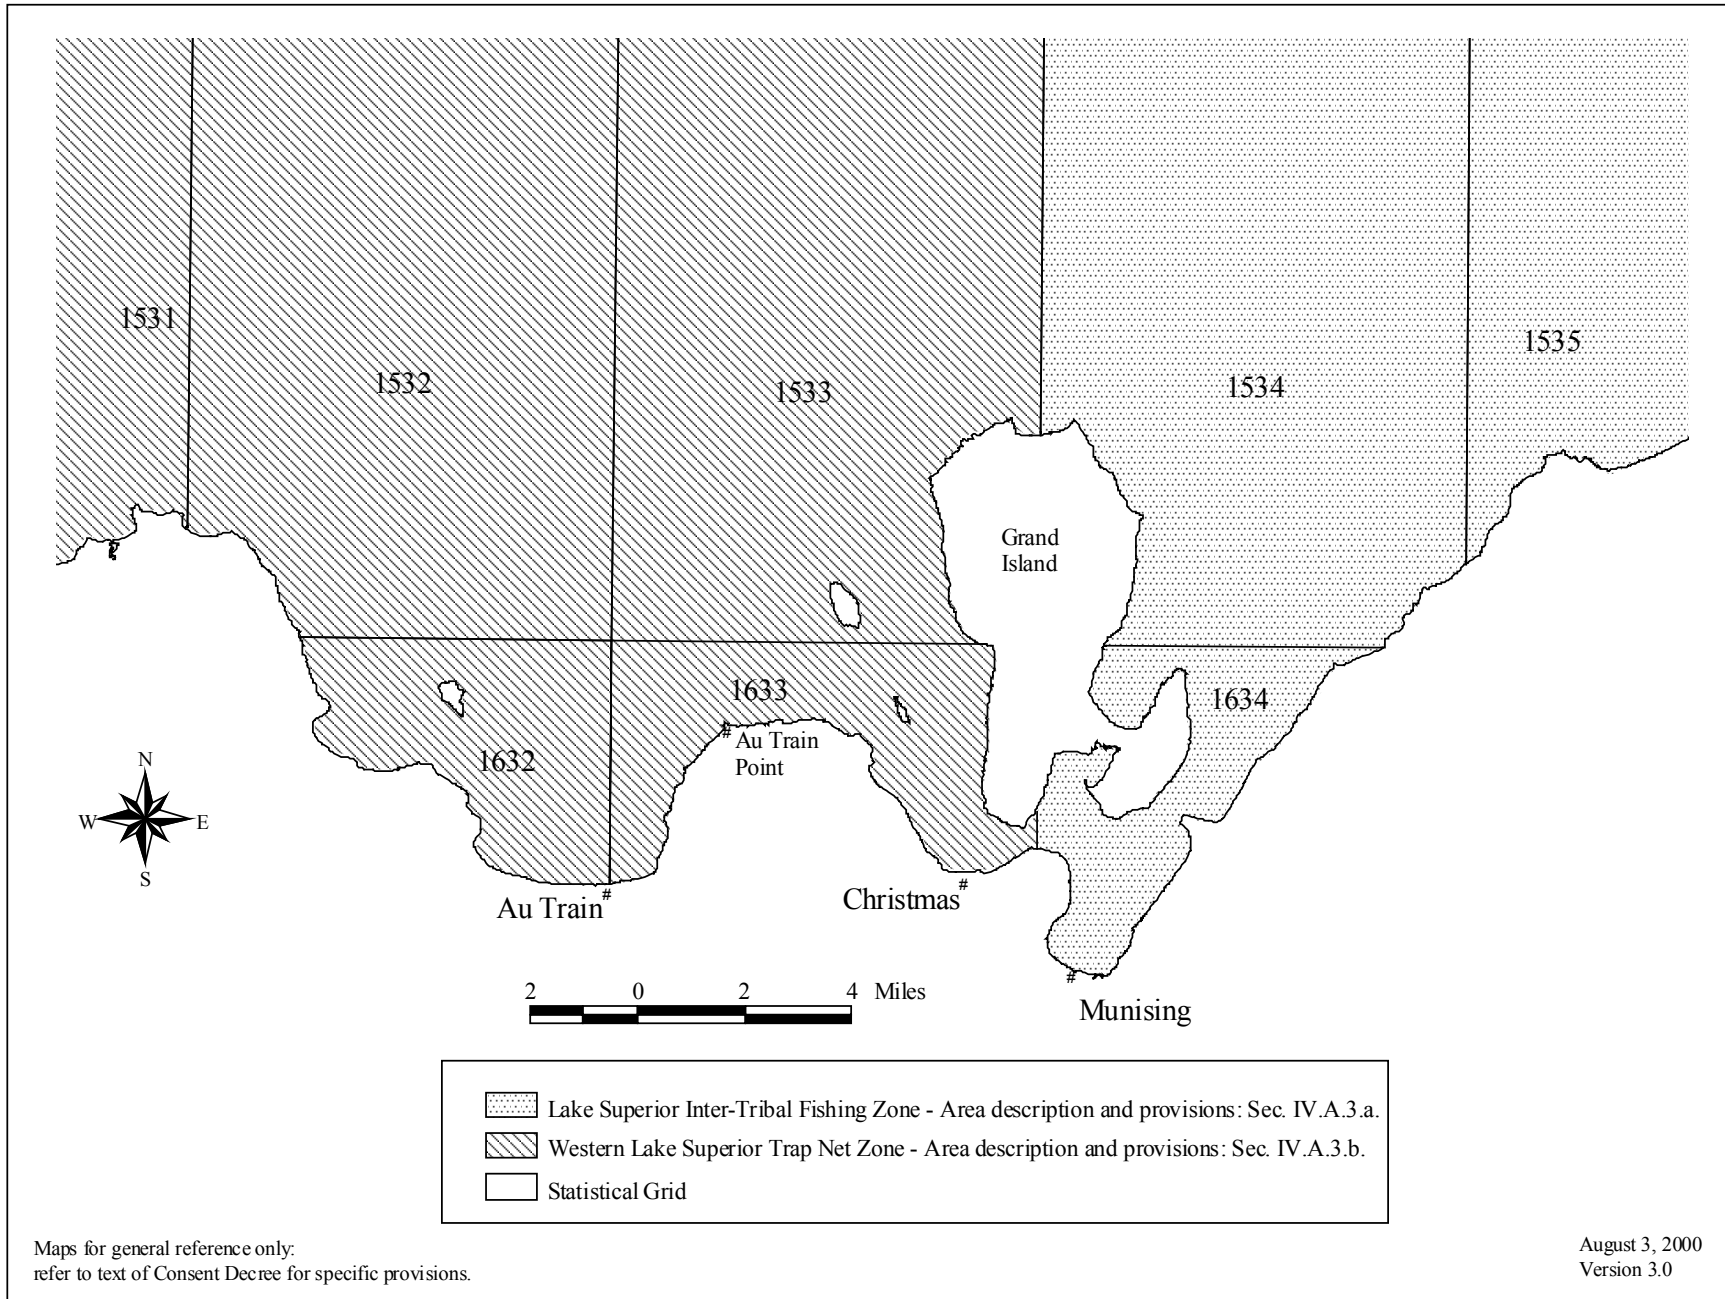 1531
1532
1533
1534
1535
Grand
Island
1632
1633
1634
# Au Train
Point
N
W
E
S
Au Train #
Christmas #
#
Munising
2 0 2 4 Miles
Lake Superior Inter-Tribal Fishing Zone - Area description and provisions: Sec. IV.A.3.a.
Western Lake Superior Trap Net Zone - Area description and provisions: Sec. IV.A.3.b.
Statistical Grid
Maps for general reference only:
refer to text of Consent Decree for specific provisions.
August 3, 2000
Version 3.0